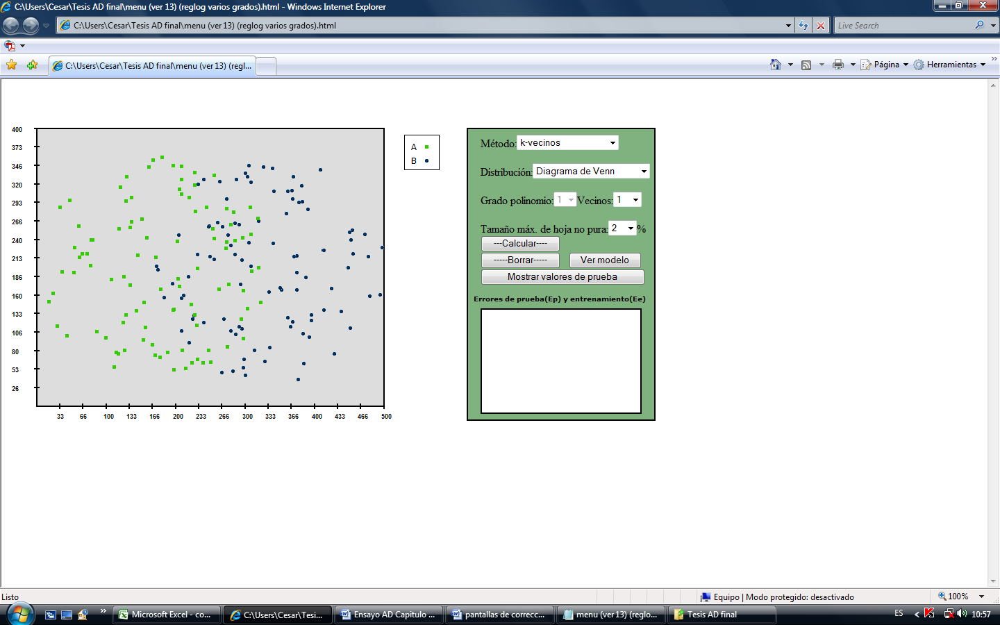 C:\Users\Cesar\Tesis AD final\menu (ver 13) (reglog varios grados).html - Windows Internet Explorer
C:\Users\Cesar\Tesis AD final\menu (ver 13) (reglog varios grados).html
Live Search
C:\Users\Cesar\Tesis AD final\menu (ver 13) (regl...
Página
Herramientas
400
373
346
320
293
266
240
213
186
160
133
106
80
53
26
33 66 100 133 166 200 233 266 300 333 366 400 433 466 500
A
B
Método: k-vecinos
Distribución: Diagrama de Venn
Grado polinomio: 1 Vecinos: 1
Tamaño máx. de hoja no pura: 2 %
---Calcular----
-----Borrar----- Ver modelo
Mostrar valores de prueba
Errores de prueba(Ep) y entrenamiento(Ee)
Listo
Equipo | Modo protegido: desactivado
100%
Microsoft Excel - co...
C:\Users\Cesar\Tesi...
Ensayo AD Capitulo ...
pantallas de correcc...
menu (ver 13) (reglo...
Tesis AD final
ES
10:57